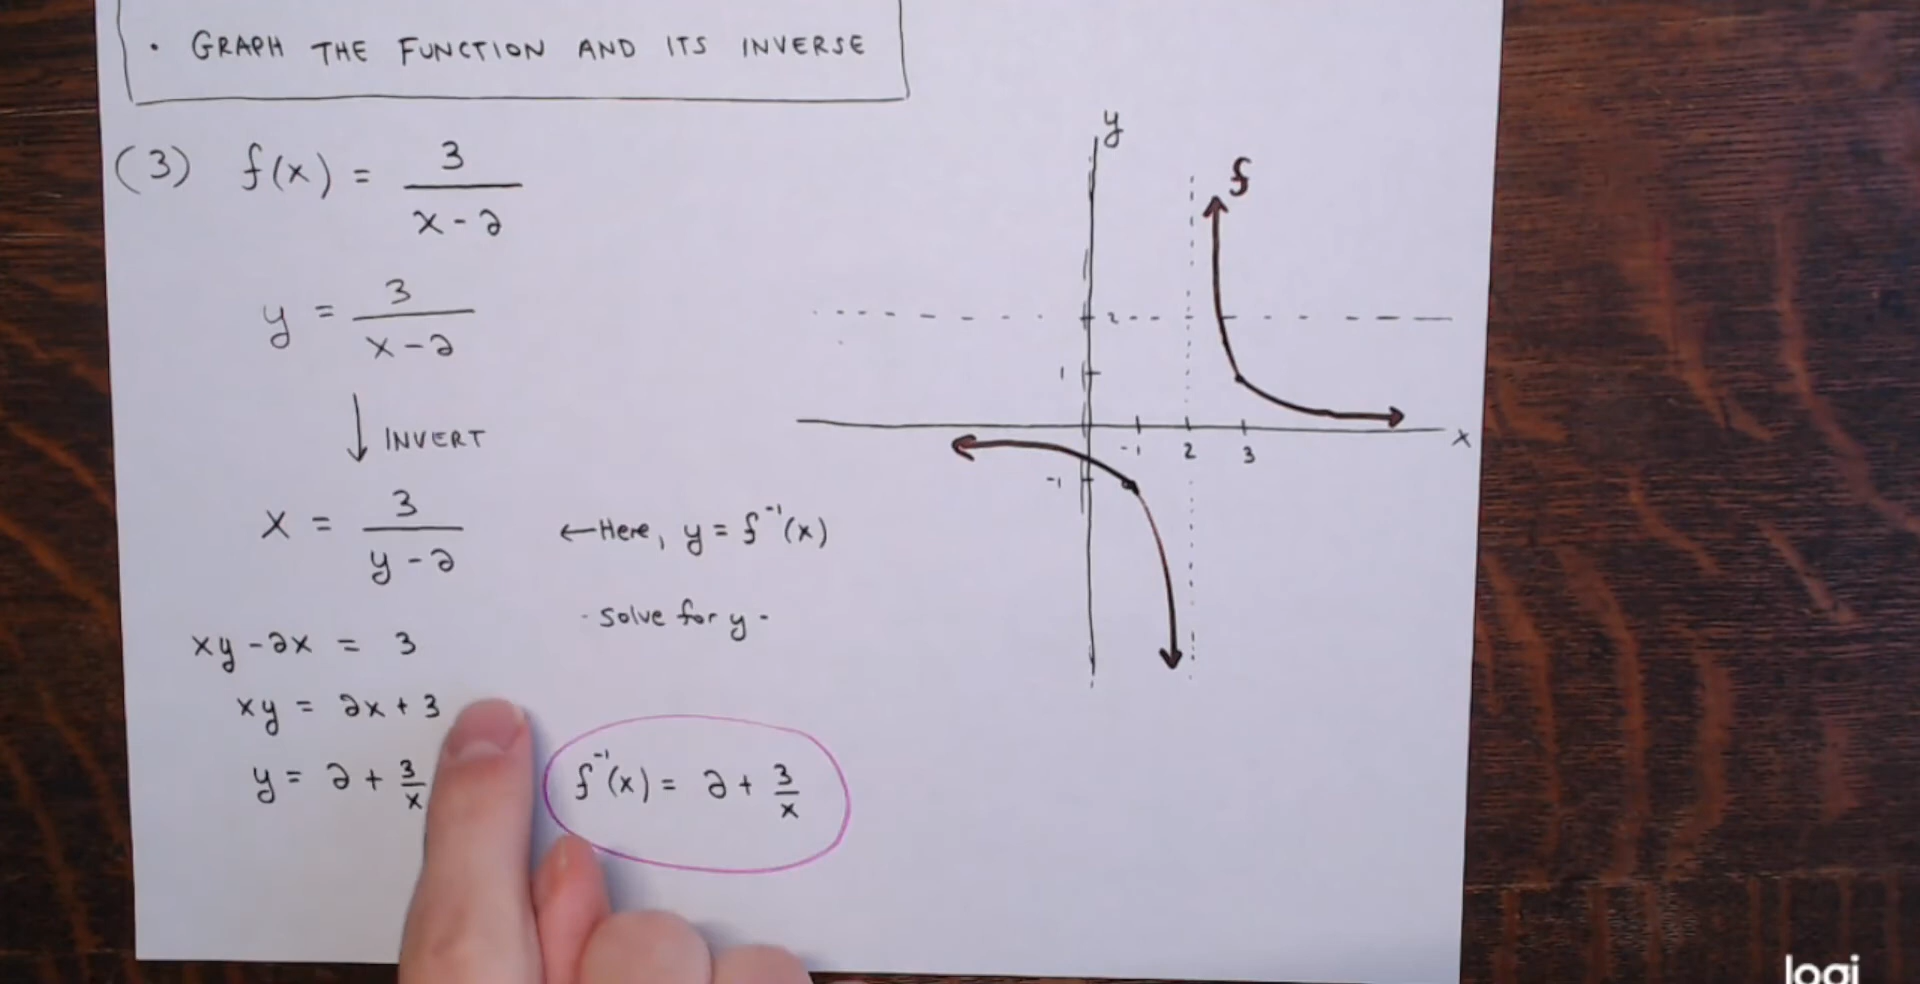 • GRAPH THE FUNCTION AND ITS INVERSE
(3) f(x) = 3 / (x - 2)
y = 3 / (x - 2)
↓ INVERT
x = 3 / (y - 2)
← Here, y = f⁻¹(x)
- Solve for y -
xy - 2x = 3
xy = 2x + 3
y = 2 + 3/x
f⁻¹(x) = 2 + 3/x
y
f
2
1
-1 2 3
x
-1
logi